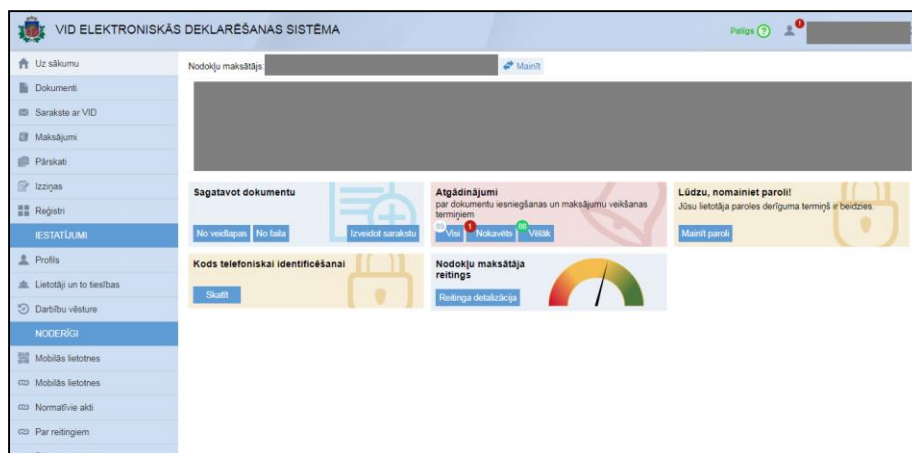 VID ELEKTRONISKĀS DEKLARĒŠANAS SISTĒMA
Palīgs ?
Uz sākumu
Dokumenti
Sarakste ar VID
Maksājumi
Pārskati
Izziņas
Reģistri
IESTATĪJUMI
Profils
Lietotāji un to tiesības
Darbību vēsture
NODERĪGI
Mobilās lietotnes
Mobilās lietotnes
Normatīvie akti
Par reitingiem
Nodokļu maksātājs:
Mainīt
Sagatavot dokumentu
No veidlapas No faila Izveidot sarakstu
Atgādinājumi
par dokumentu iesniegšanas un maksājumu veikšanas
termiņiem
Visi 1 Nokavēts Vēlāk
Lūdzu, nomainiet paroli!
Jūsu lietotāja paroles derīguma termiņš ir beidzies.
Mainīt paroli
Kods telefoniskai identificēšanai
Skatīt
Nodokļu maksātāja
reitings
Reitinga detalizācija